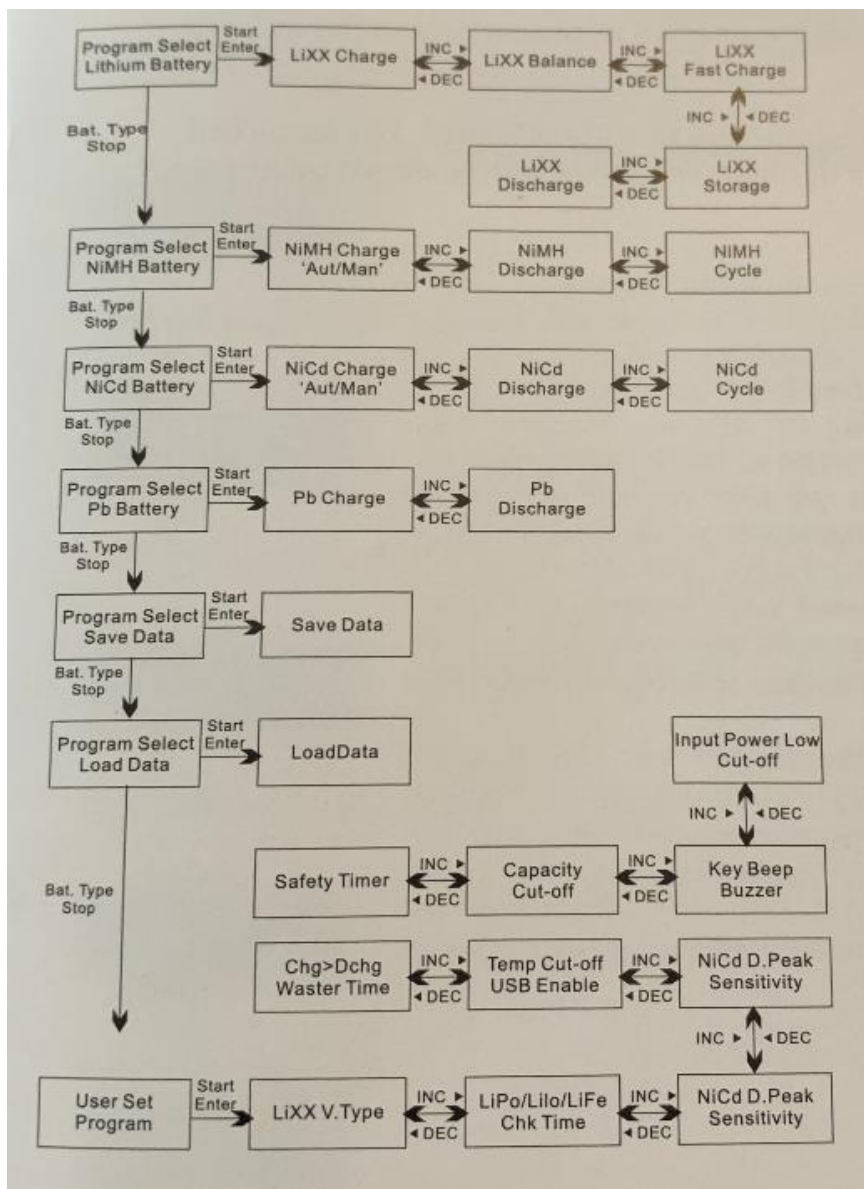 Program Select
Lithium Battery
Start
Enter
LiXX Charge
INC ►
◄ DEC
LiXX Balance
INC ►
◄ DEC
LiXX
Fast Charge
Bat. Type
Stop
INC ► ◄ DEC
LiXX
Discharge
INC ►
◄ DEC
LiXX
Storage
Program Select
NiMH Battery
Start
Enter
NiMH Charge
'Aut/Man'
INC ►
◄ DEC
NiMH
Discharge
INC ►
◄ DEC
NIMH
Cycle
Bat. Type
Stop
Program Select
NiCd Battery
Start
Enter
NiCd Charge
'Aut/Man'
INC ►
◄ DEC
NiCd
Discharge
INC ►
◄ DEC
NiCd
Cycle
Bat. Type
Stop
Program Select
Pb Battery
Start
Enter
Pb Charge
INC ►
◄ DEC
Pb
Discharge
Bat. Type
Stop
Program Select
Save Data
Start
Enter
Save Data
Bat. Type
Stop
Program Select
Load Data
Start
Enter
LoadData
Input Power Low
Cut-off
INC ► ◄ DEC
Bat. Type
Stop
Safety Timer
INC ►
◄ DEC
Capacity
Cut-off
INC ►
◄ DEC
Key Beep
Buzzer
Chg>Dchg
Waster Time
INC ►
◄ DEC
Temp Cut-off
USB Enable
INC ►
◄ DEC
NiCd D.Peak
Sensitivity
INC ► ◄ DEC
User Set
Program
Start
Enter
LiXX V.Type
INC ►
◄ DEC
LiPo/LiIo/LiFe
Chk Time
INC ►
◄ DEC
NiCd D.Peak
Sensitivity